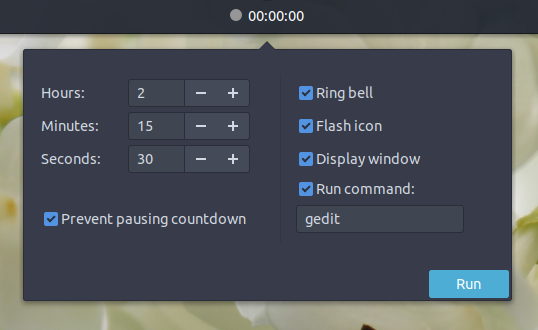 00:00:00
Hours: 2 − +
Minutes: 15 − +
Seconds: 30 − +
Prevent pausing countdown
Ring bell
Flash icon
Display window
Run command:
gedit
Run